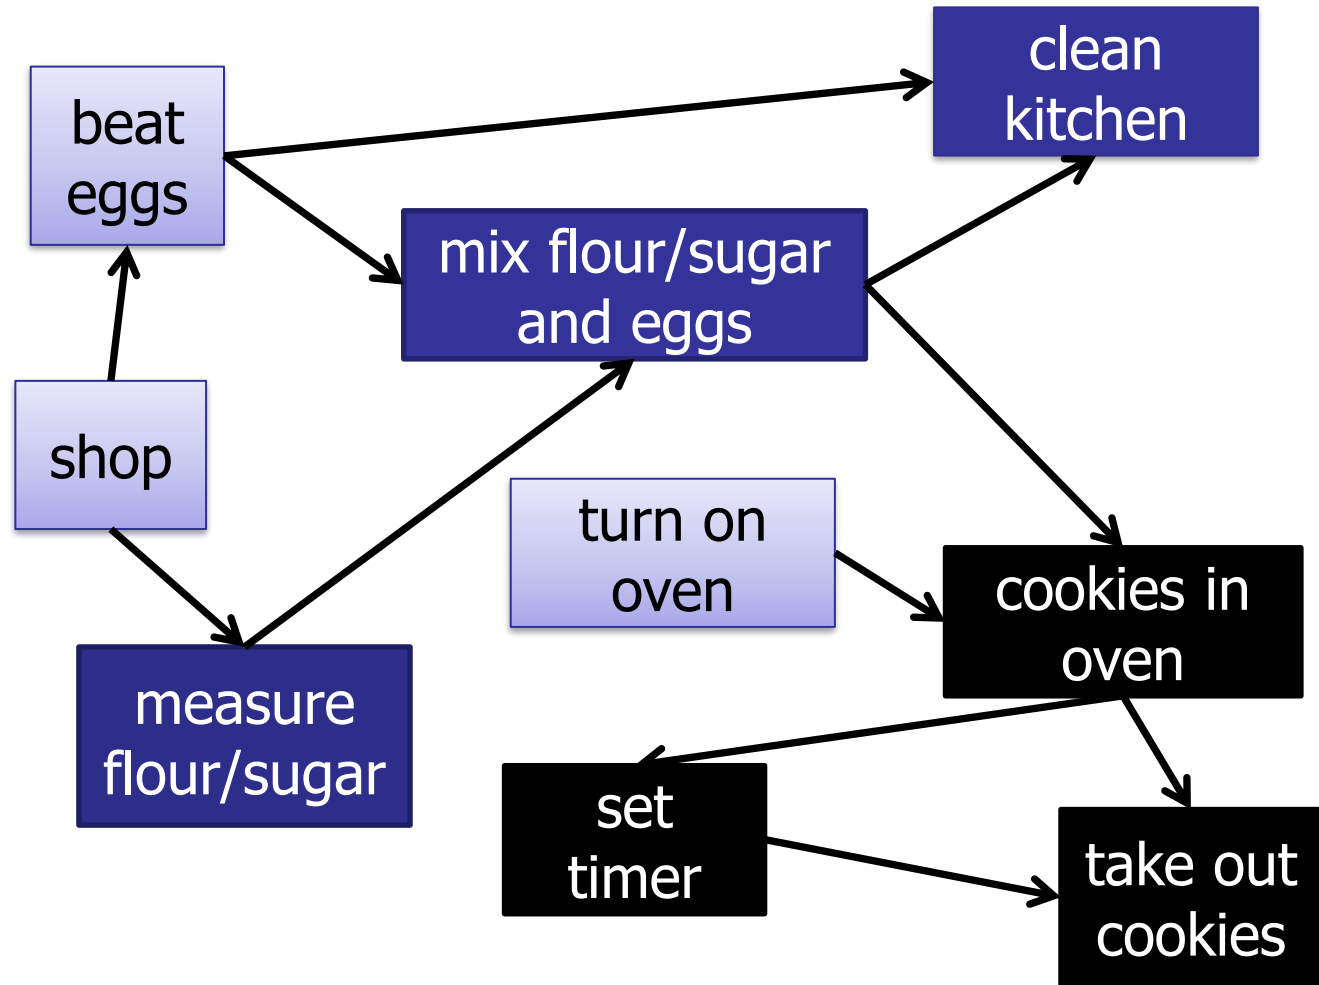 clean
kitchen
beat
eggs
mix flour/sugar
and eggs
shop
turn on
oven
cookies in
oven
measure
flour/sugar
set
timer
take out
cookies